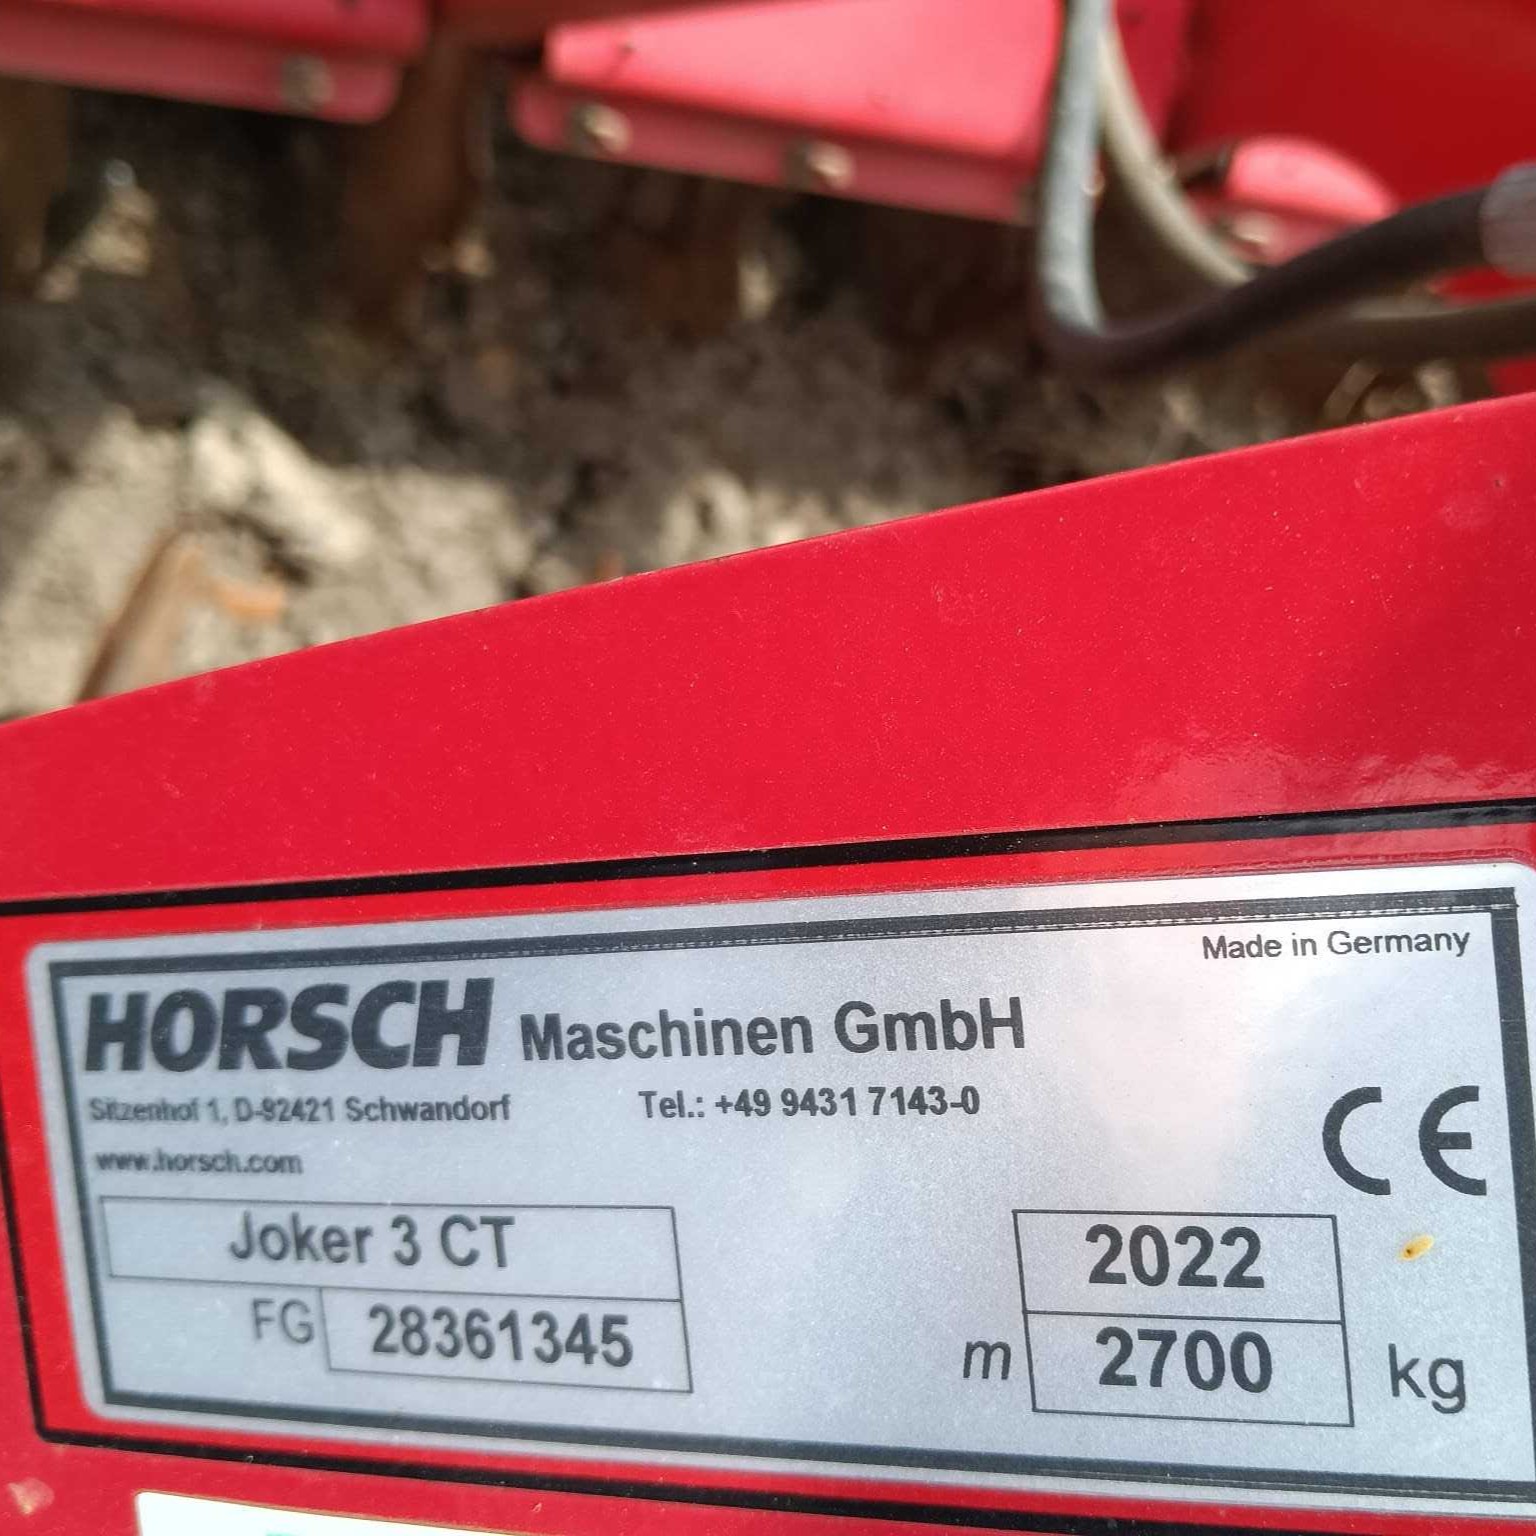 Made in Germany
HORSCH Maschinen GmbH
Sitzenhof 1, D-92421 Schwandorf Tel.: +49 9431 7143-0
www.horsch.com
CE
Joker 3 CT 2022
FG 28361345 m 2700 kg